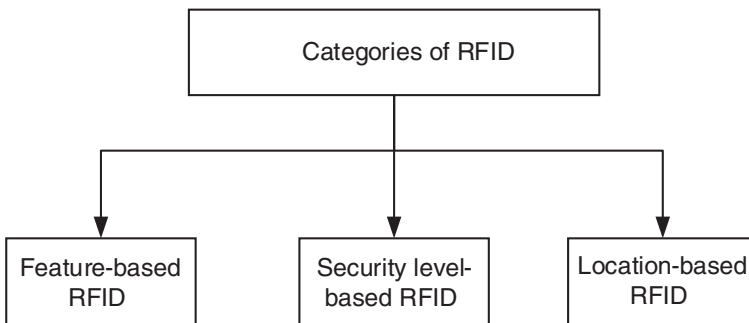 Categories of RFID
Feature-based
RFID
Security level-
based RFID
Location-based
RFID